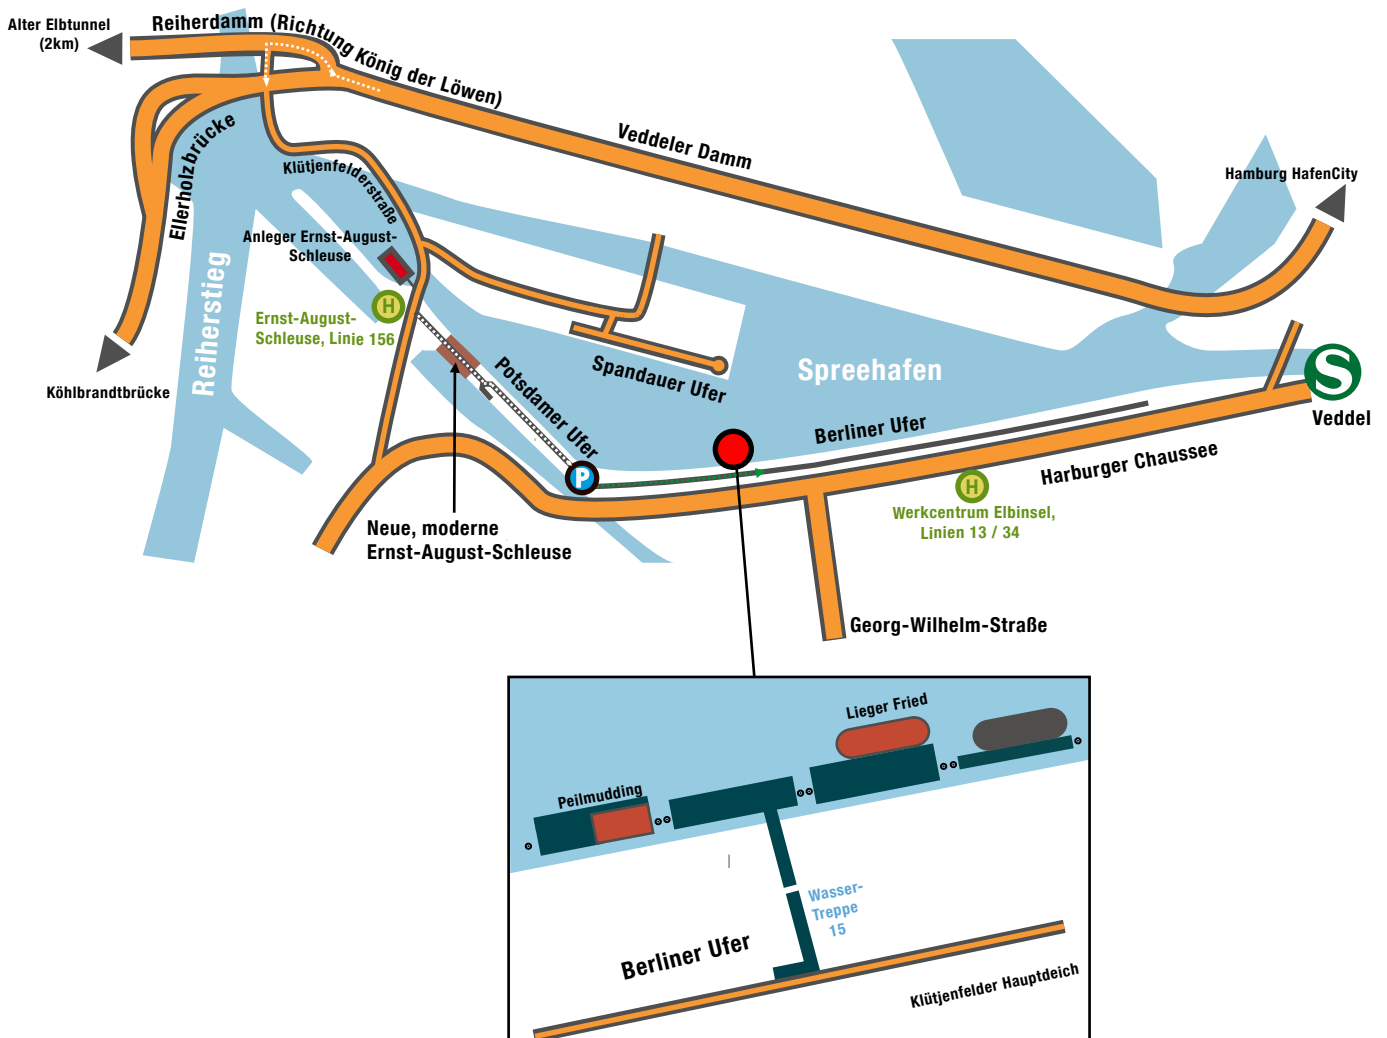 Alter Elbtunnel
(2km)
Reiherdamm (Richtung König der Löwen)
Veddeler Damm
Hamburg HafenCity
Ellerholzbrücke
Klütjenfelderstraße
Anleger Ernst-August-
Schleuse
H
Ernst-August-
Schleuse, Linie 156
Reiherstieg
Köhlbrandtbrücke
Potsdamer Ufer
Spandauer Ufer
Spreehafen
S
Veddel
Berliner Ufer
Harburger Chaussee
P
H
Werkcentrum Elbinsel,
Linien 13 / 34
Neue, moderne
Ernst-August-Schleuse
Georg-Wilhelm-Straße
Lieger Fried
Peilmudding
Wasser-
Treppe
15
Berliner Ufer
Klütjenfelder Hauptdeich